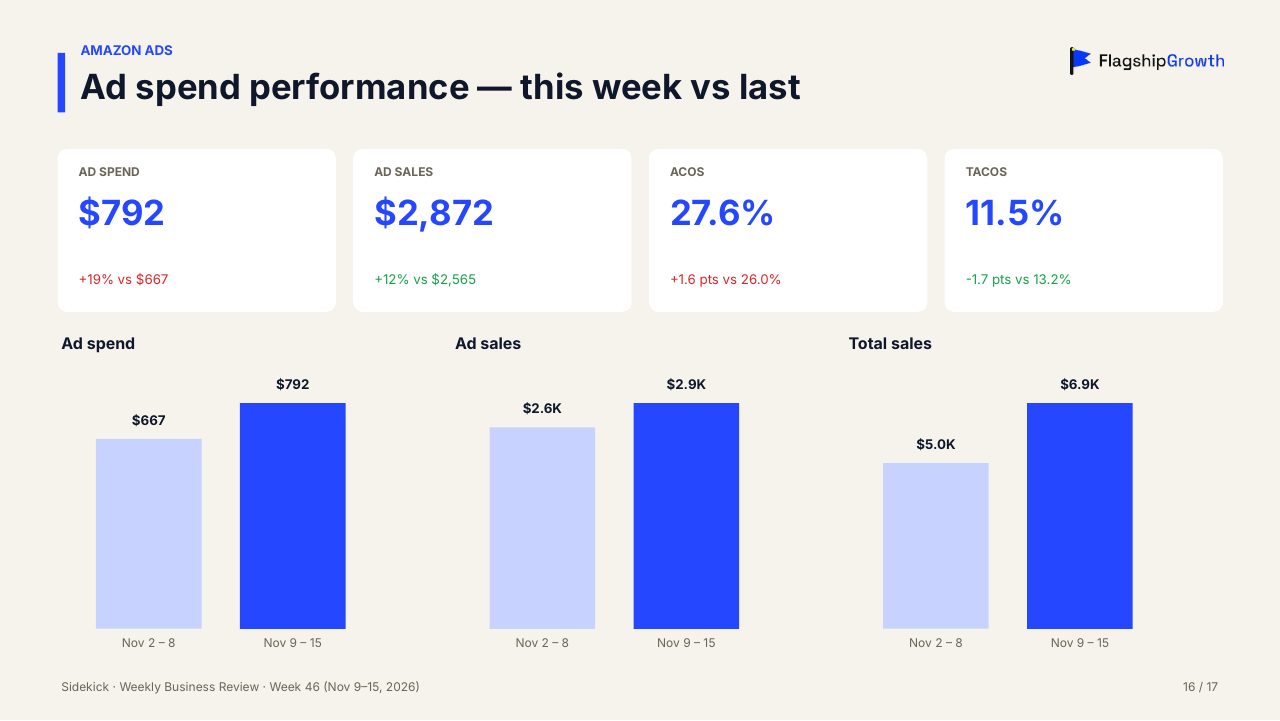 AMAZON ADS
Ad spend performance — this week vs last
FlagshipGrowth
AD SPEND
$792
+19% vs $667
AD SALES
$2,872
+12% vs $2,565
ACOS
27.6%
+1.6 pts vs 26.0%
TACOS
11.5%
-1.7 pts vs 13.2%
Ad spend
$667
$792
Nov 2 – 8
Nov 9 – 15
Ad sales
$2.6K
$2.9K
Nov 2 – 8
Nov 9 – 15
Total sales
$5.0K
$6.9K
Nov 2 – 8
Nov 9 – 15
Sidekick · Weekly Business Review · Week 46 (Nov 9–15, 2026)
16 / 17